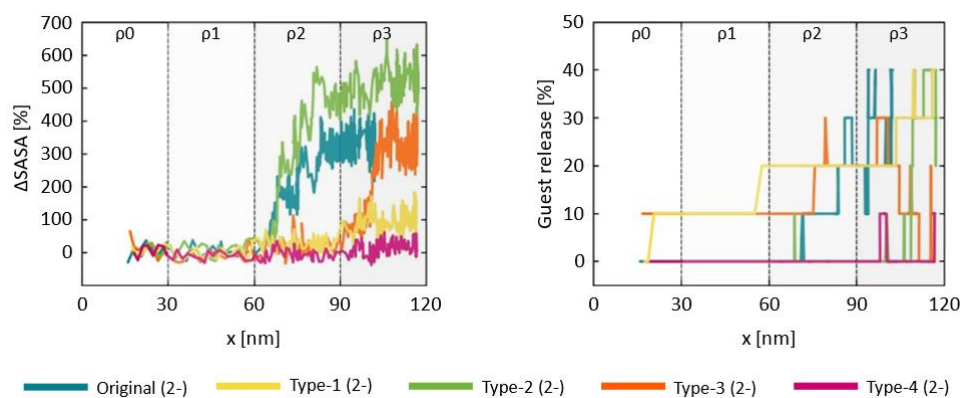 700
600
500
400
300
200
100
0
ΔSASA [%]
ρ0 ρ1 ρ2 ρ3
0 30 60 90 120
x [nm]
50
40
30
20
10
0
Guest release [%]
ρ0 ρ1 ρ2 ρ3
0 30 60 90 120
x [nm]
Original (2-) Type-1 (2-) Type-2 (2-) Type-3 (2-) Type-4 (2-)